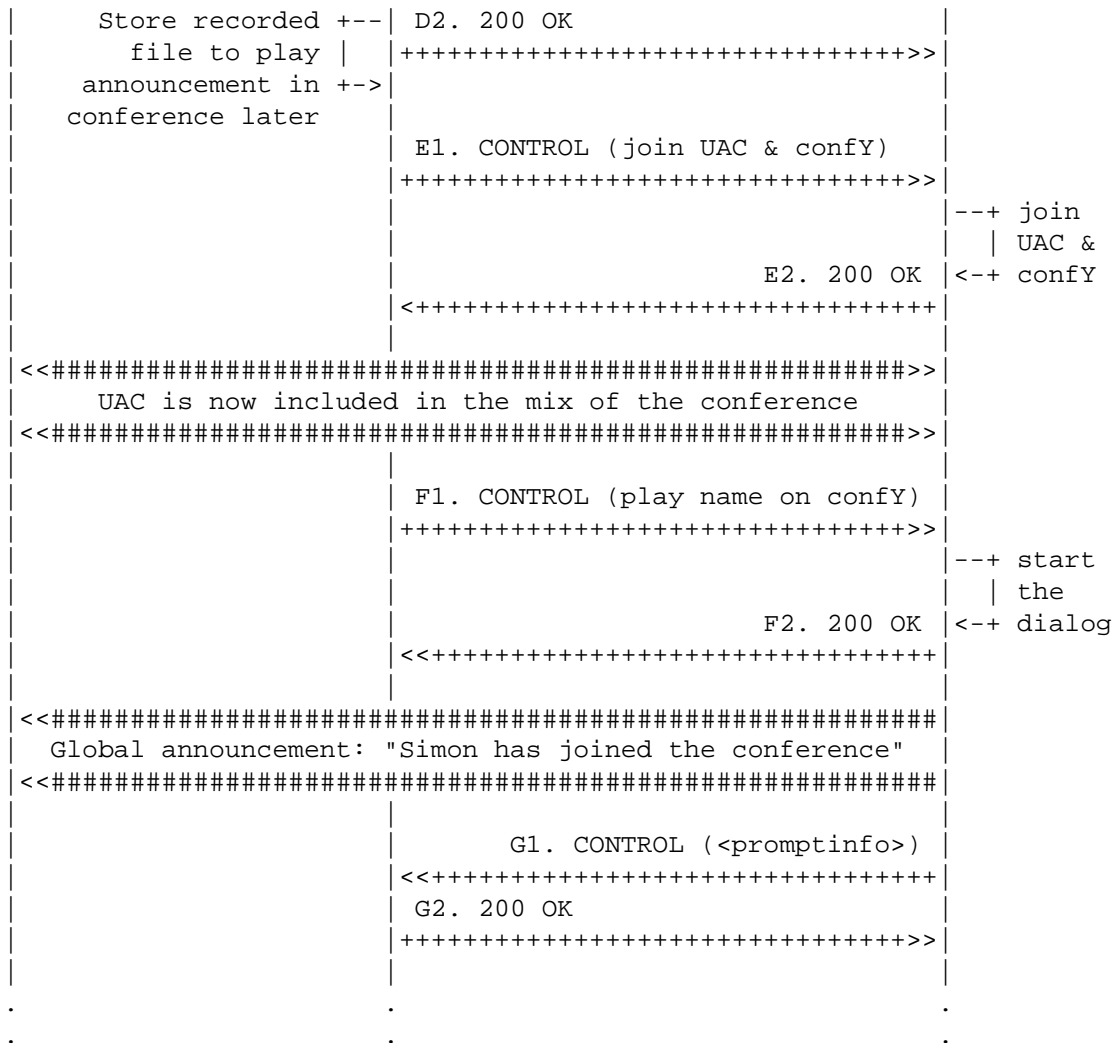 |     Store recorded +--| D2. 200 OK                       |
|       file to play |  |++++++++++++++++++++++++++++++++>>|
|    announcement in +->|                                  |
|   conference later    |                                  |
|                       | E1. CONTROL (join UAC & confY)   |
|                       |++++++++++++++++++++++++++++++++>>|
|                       |                                  |--+ join
|                       |                                  |  | UAC &
|                       |                       E2. 200 OK |<-+ confY
|                       |<+++++++++++++++++++++++++++++++++|
|                       |                                  |
|<<######################################################>>|
|     UAC is now included in the mix of the conference     |
|<<######################################################>>|
|                       |                                  |
|                       | F1. CONTROL (play name on confY) |
|                       |++++++++++++++++++++++++++++++++>>|
|                       |                                  |--+ start
|                       |                                  |  | the
|                       |                       F2. 200 OK |<-+ dialog
|                       |<<++++++++++++++++++++++++++++++++|
|                       |                                  |
|<<########################################################|
|  Global announcement: "Simon has joined the conference"  |
|<<########################################################|
|                       |                                  |
|                       |       G1. CONTROL (<promptinfo>) |
|                       |<<++++++++++++++++++++++++++++++++|
|                       | G2. 200 OK                       |
|                       |++++++++++++++++++++++++++++++++>>|
|                       |                                  |
.                       .                                  .
.                       .                                  .